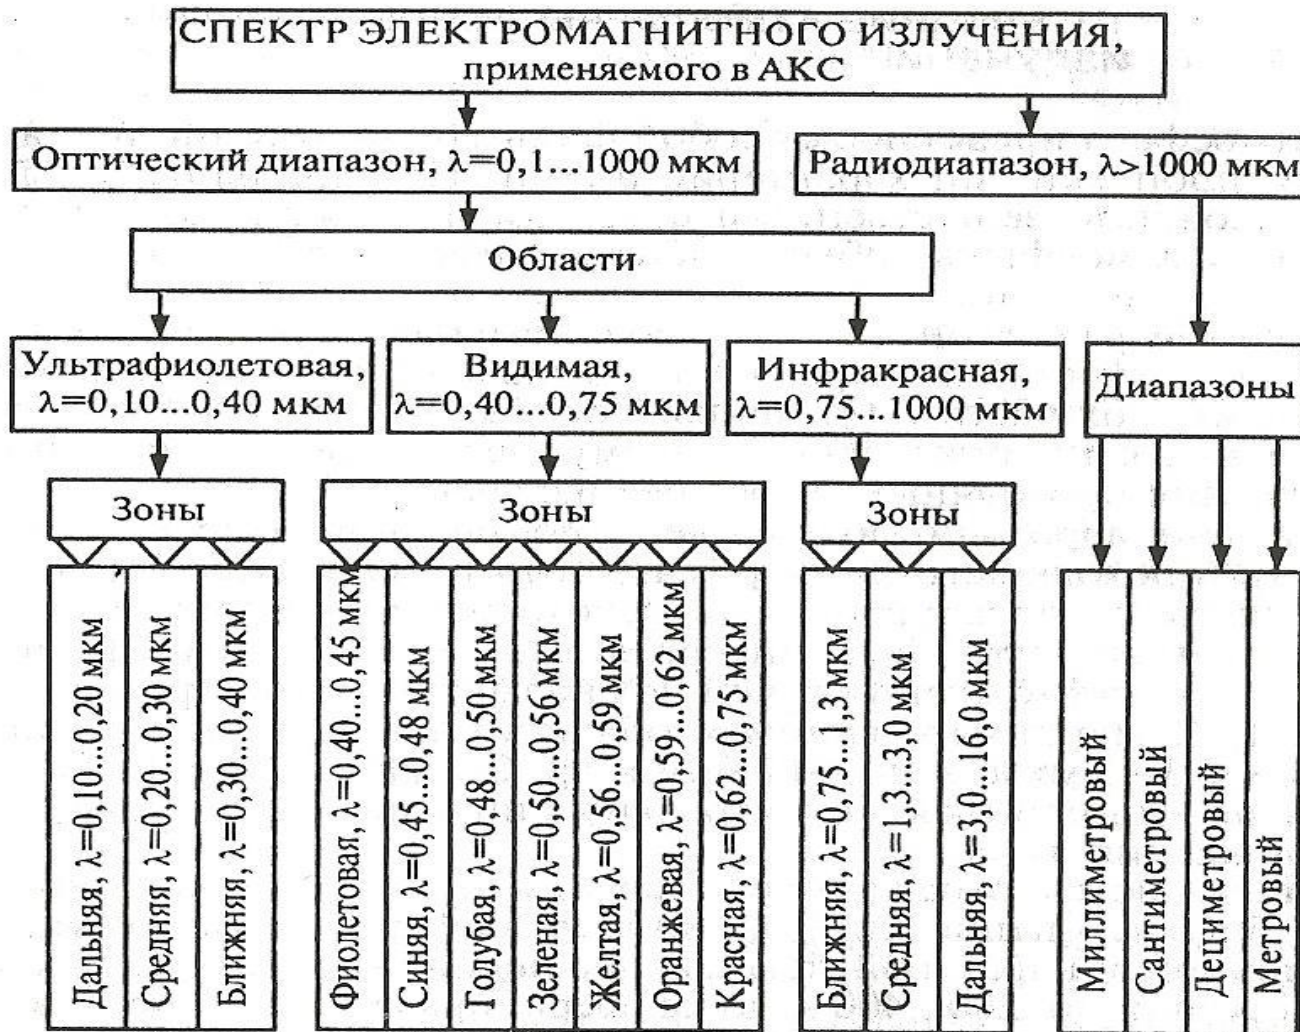 СПЕКТР ЭЛЕКТРОМАГНИТНОГО ИЗЛУЧЕНИЯ,
применяемого в АКС
Оптический диапазон, λ=0,1...1000 мкм
Радиодиапазон, λ>1000 мкм
Области
Ультрафиолетовая,
λ=0,10...0,40 мкм
Видимая,
λ=0,40...0,75 мкм
Инфракрасная,
λ=0,75...1000 мкм
Диапазоны
Зоны
Зоны
Зоны
Дальняя, λ=0,10...0,20 мкм
Средняя, λ=0,20...0,30 мкм
Ближняя, λ=0,30...0,40 мкм
Фиолетовая, λ=0,40...0,45 мкм
Синяя, λ=0,45...0,48 мкм
Голубая, λ=0,48...0,50 мкм
Зеленая, λ=0,50...0,56 мкм
Желтая, λ=0,56...0,59 мкм
Оранжевая, λ=0,59...0,62 мкм
Красная, λ=0,62...0,75 мкм
Ближняя, λ=0,75...1,3 мкм
Средняя, λ=1,3...3,0 мкм
Дальняя, λ=3,0...16,0 мкм
Миллиметровый
Сантиметровый
Дециметровый
Метровый